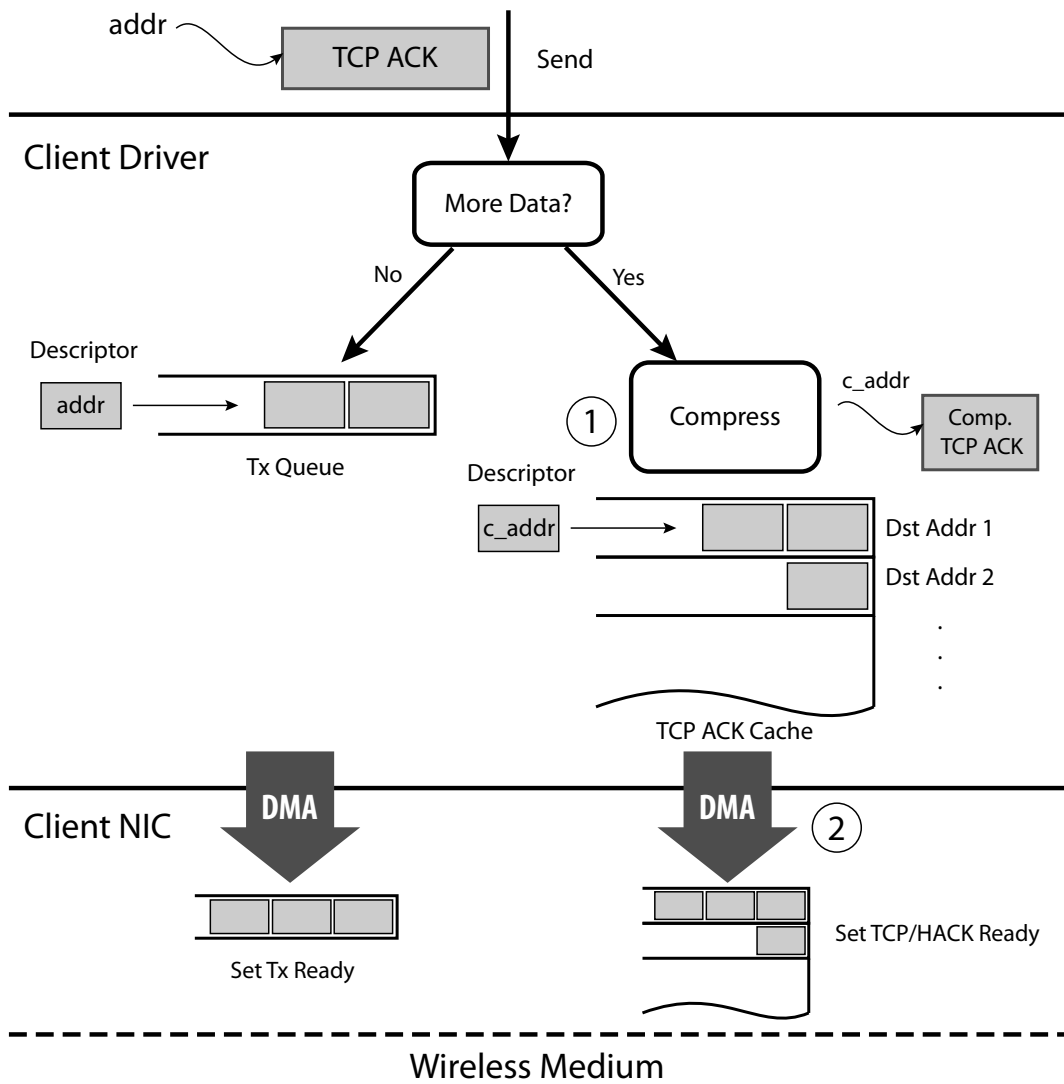 addr
TCP ACK
Send
Client Driver
More Data?
No
Yes
Descriptor
addr
Tx Queue
1
Compress
c_addr
Comp.
TCP ACK
Descriptor
c_addr
Dst Addr 1
Dst Addr 2
.
.
.
TCP ACK Cache
DMA
DMA
Client NIC
2
Set Tx Ready
Set TCP/HACK Ready
Wireless Medium